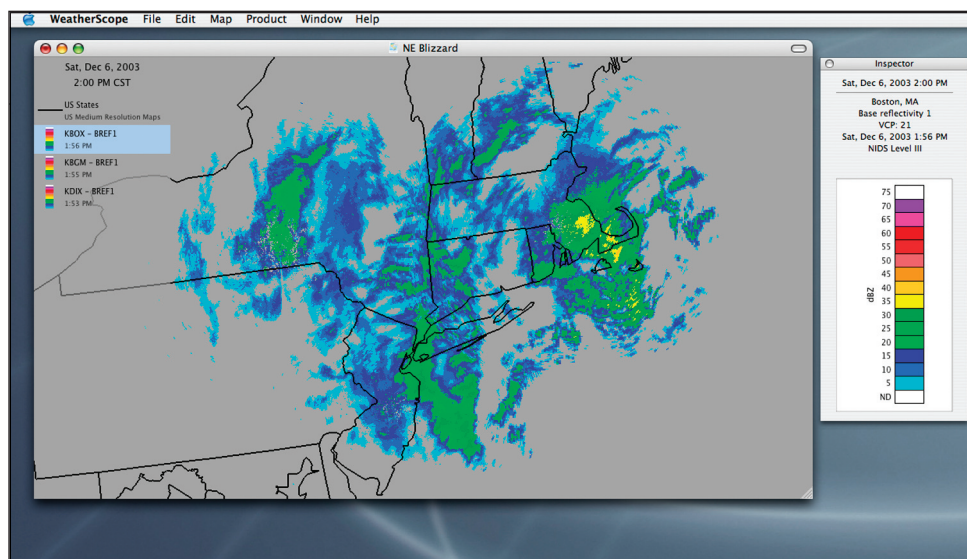 WeatherScope File Edit Map Product Window Help
NE Blizzard
Sat, Dec 6, 2003
2:00 PM CST
US States
US Medium Resolution Maps
KBOX - BREF1
1:56 PM
KBGM - BREF1
1:55 PM
KDIX - BREF1
1:53 PM
Inspector
Sat, Dec 6, 2003 2:00 PM
Boston, MA
Base reflectivity 1
VCP: 21
Sat, Dec 6, 2003 1:56 PM
NIDS Level III
75
70
65
60
55
50
45
40
35
30
25
20
15
10
5
ND
dBZ